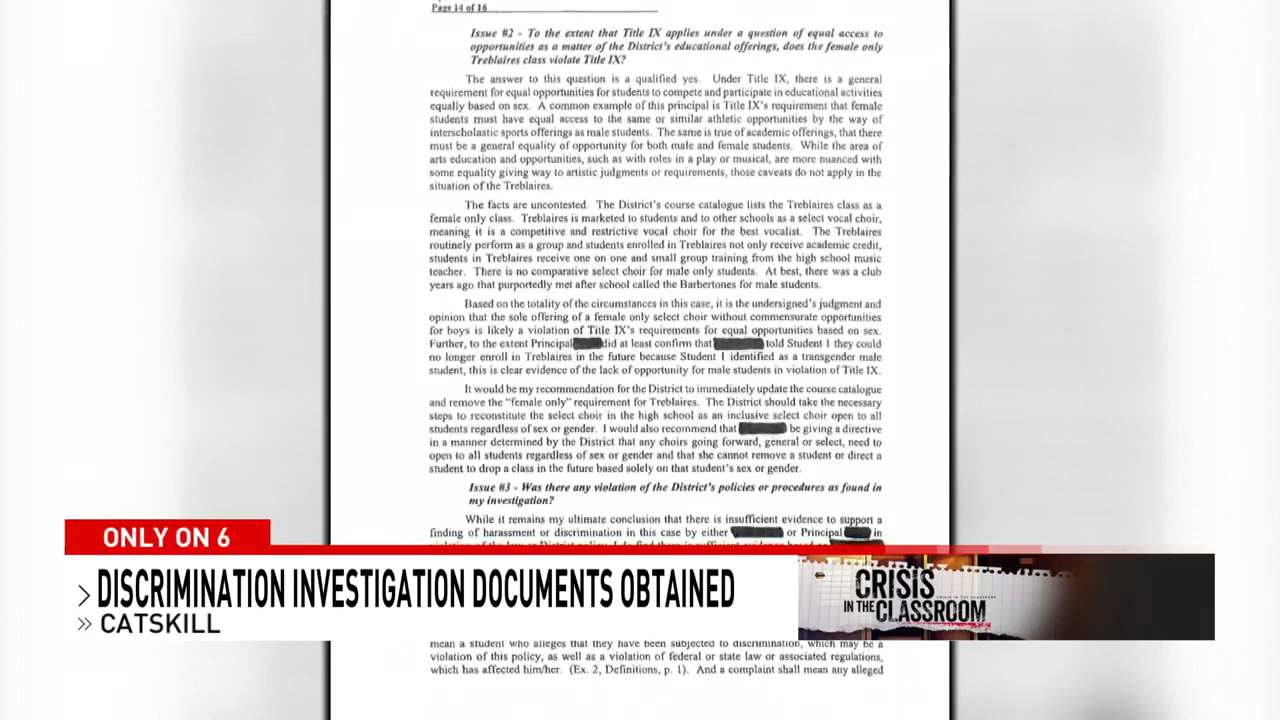 Page 14 of 16
Issue #2 - To the extent that Title IX applies under a question of equal access to
opportunities as a matter of the District's educational offerings, does the female only
Treblaires class violate Title IX?
The answer to this question is a qualified yes. Under Title IX, there is a general
requirement for equal opportunities for students to compete and participate in educational activities
equally based on sex. A common example of this principal is Title IX's requirement that female
students must have equal access to the same or similar athletic opportunities by the way of
interscholastic sports offerings as male students. The same is true of academic offerings, that there
must be a general equality of opportunity for both male and female students. While the area of
arts education and opportunities, such as with roles in a play or musical, are more nuanced with
some equality giving way to artistic judgments or requirements, those caveats do not apply in the
situation of the Treblaires.
The facts are uncontested. The District's course catalogue lists the Treblaires class as a
female only class. Treblaires is marketed to students and to other schools as a select vocal choir,
meaning it is a competitive and restrictive vocal choir for the best vocalist. The Treblaires
routinely perform as a group and students enrolled in Treblaires not only receive academic credit,
students in Treblaires receive one on one and small group training from the high school music
teacher. There is no comparative select choir for male only students. At best, there was a club
years ago that purportedly met after school called the Barbertones for male students.
Based on the totality of the circumstances in this case, it is the undersigned's judgment and
opinion that the sole offering of a female only select choir without commensurate opportunities
for boys is likely a violation of Title IX's requirements for equal opportunities based on sex.
Further, to the extent Principal did at least confirm that told Student 1 they could
no longer enroll in Treblaires in the future because Student 1 identified as a transgender male
student, this is clear evidence of the lack of opportunity for male students in violation of Title IX.
It would be my recommendation for the District to immediately update the course catalogue
and remove the "female only" requirement for Treblaires. The District should take the necessary
steps to reconstitute the select choir in the high school as an inclusive select choir open to all
students regardless of sex or gender. I would also recommend that be giving a directive
in a manner determined by the District that any choirs going forward, general or select, need to
open to all students regardless of sex or gender and that she cannot remove a student or direct a
student to drop a class in the future based solely on that student's sex or gender.
Issue #3 - Was there any violation of the District's policies or procedures as found in
my investigation?
While it remains my ultimate conclusion that there is insufficient evidence to support a
finding of harassment or discrimination in this case by either or Principal in
ONLY ON 6
DISCRIMINATION INVESTIGATION DOCUMENTS OBTAINED
CATSKILL
CRISIS
IN THE CLASSROOM
mean a student who alleges that they have been subjected to discrimination, which may be a
violation of this policy, as well as a violation of federal or state law or associated regulations,
which has affected him/her. (Ex. 2, Definitions, p. 1). And a complaint shall mean any alleged